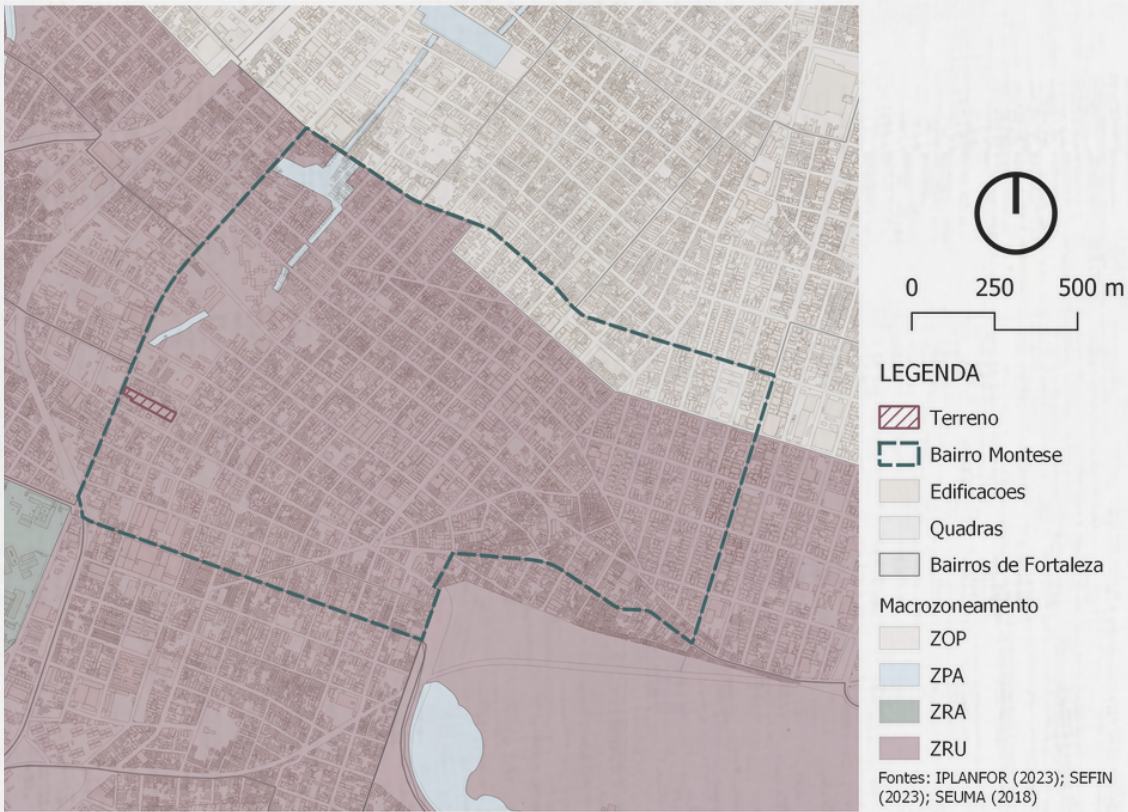 0 250 500 m
LEGENDA
Terreno
Bairro Montese
Edificacoes
Quadras
Bairros de Fortaleza
Macrozoneamento
ZOP
ZPA
ZRA
ZRU
Fontes: IPLANFOR (2023); SEFIN
(2023); SEUMA (2018)